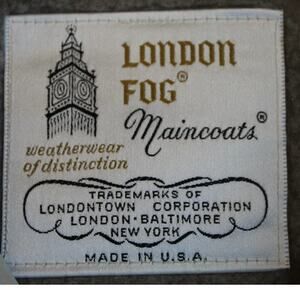 LONDON
FOG®
Maincoats®
weatherwear
of distinction
TRADEMARKS OF
LONDONTOWN CORPORATION
LONDON · BALTIMORE
NEW YORK
MADE IN U.S.A.